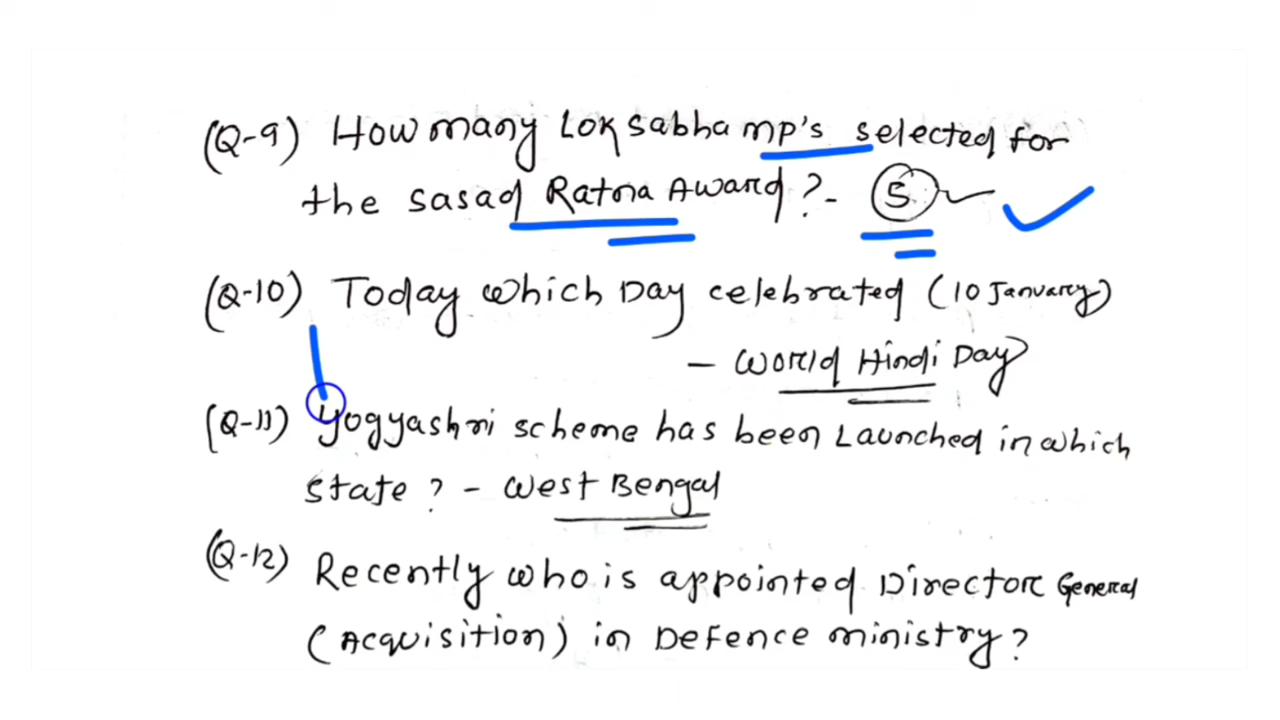 (Q-9) How many Loksabha mp's selected for
the sasad Ratna Award? - 5
(Q-10) Today which Day celebrated (10 January)
- World Hindi Day
(Q-11) Yogyashri scheme has been Launched in which
state ? - West Bengal
(Q-12) Recently who is appointed Director General
(Acquisition) in Defence ministry ?